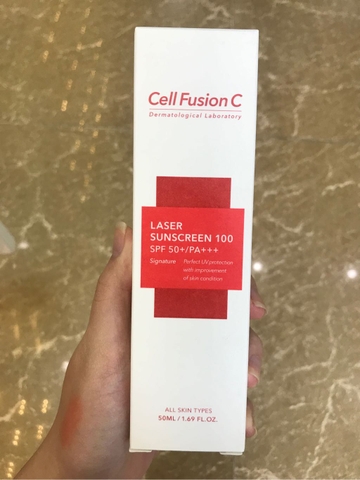 Cell Fusion C
Dermatological Laboratory
LASER
SUNSCREEN 100
SPF 50+/PA+++
Signature
Perfect UV protection
with improvement
of skin condition
ALL SKIN TYPES
50ML / 1.69 FL.OZ.